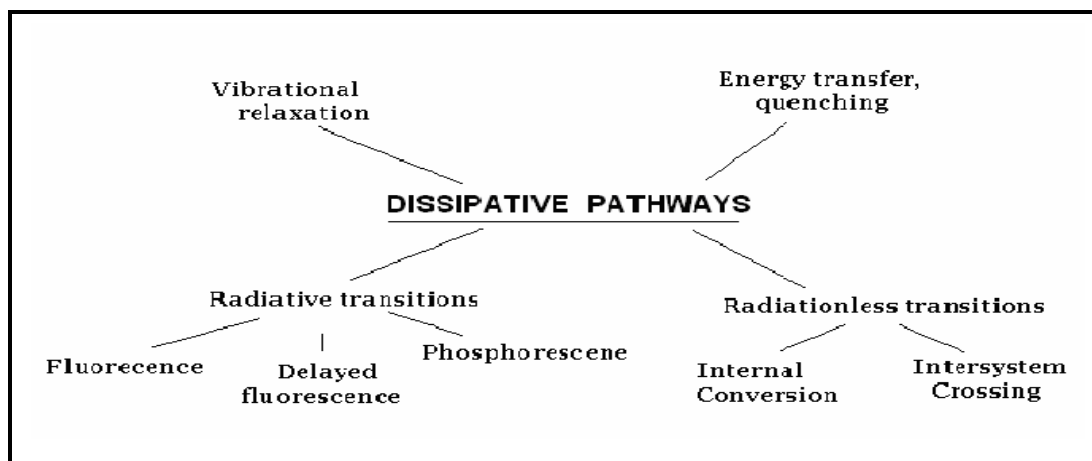 Vibrational
relaxation
Energy transfer,
quenching
DISSIPATIVE PATHWAYS
Radiative transitions
Radiationless transitions
Fluorecence
Delayed
fluorescence
Phosphorescene
Internal
Conversion
Intersystem
Crossing